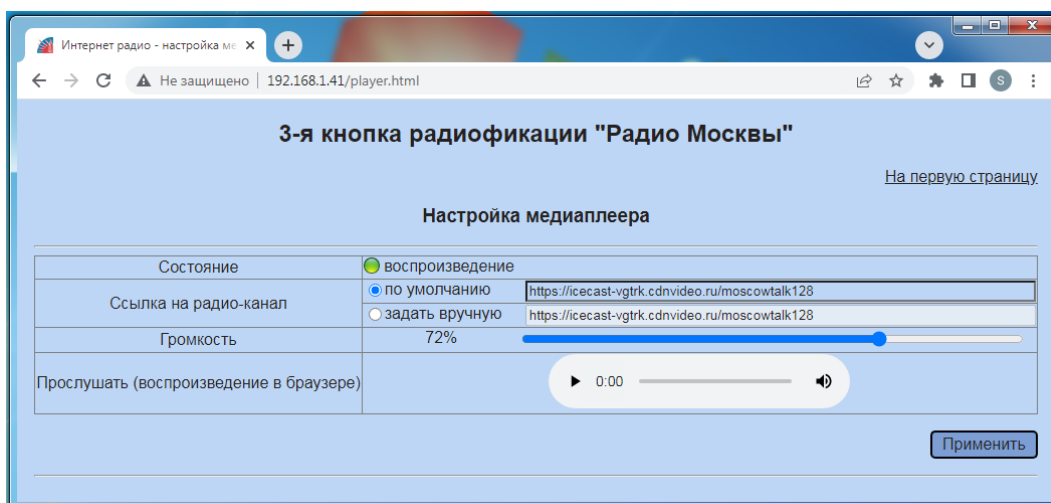 Интернет радио - настройка ме
Не защищено | 192.168.1.41/player.html
S
3-я кнопка радиофикации "Радио Москвы"
На первую страницу
Настройка медиаплеера
Состояние воспроизведение
Ссылка на радио-канал
по умолчанию https://icecast-vgtrk.cdnvideo.ru/moscowtalk128
задать вручную https://icecast-vgtrk.cdnvideo.ru/moscowtalk128
Громкость 72%
Прослушать (воспроизведение в браузере) 0:00
Применить